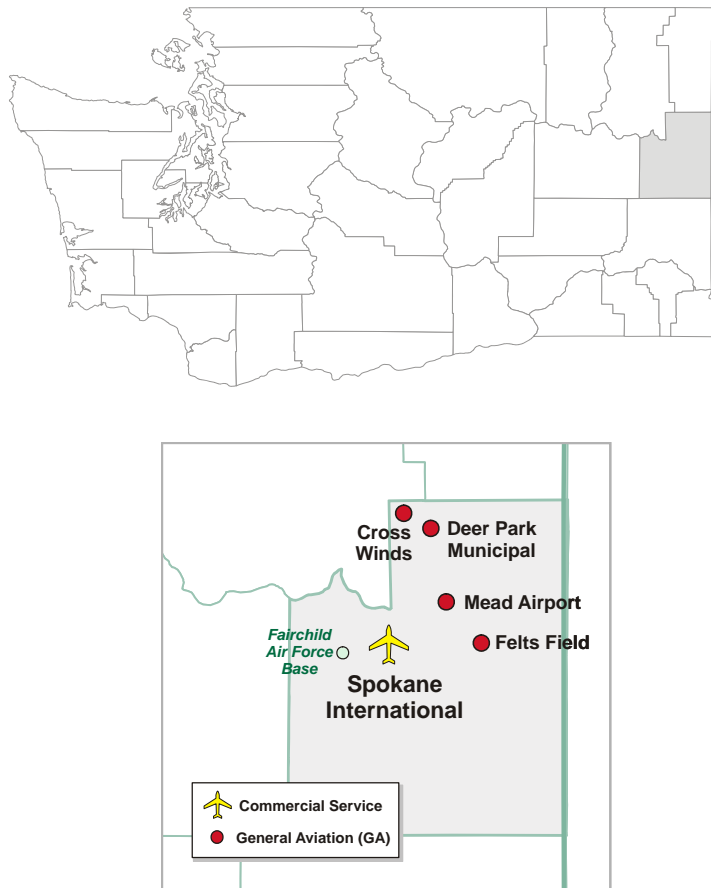 Cross
Winds
Deer Park
Municipal
Mead Airport
Felts Field
Fairchild
Air Force
Base
Spokane
International
Commercial Service
General Aviation (GA)